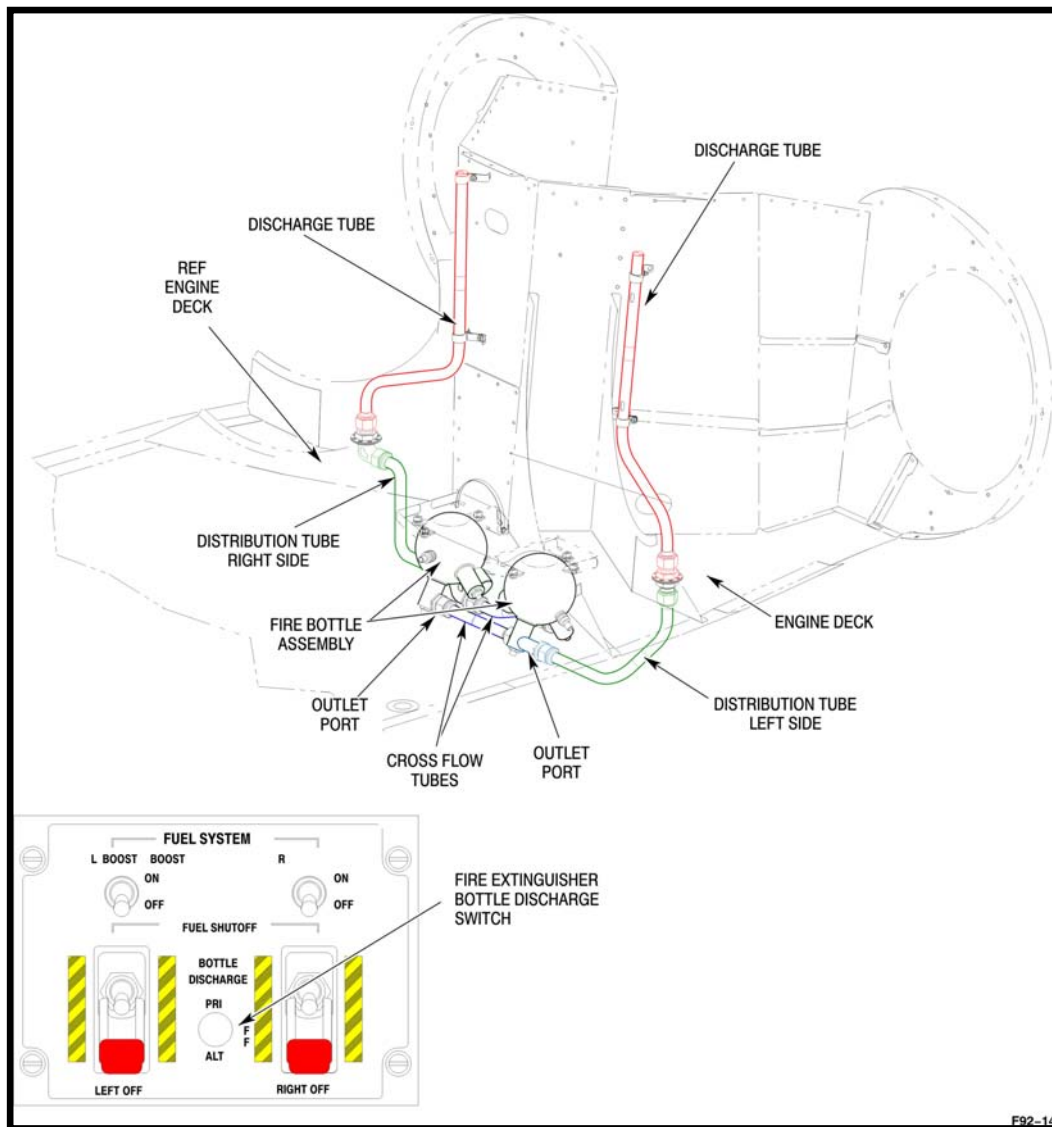 DISCHARGE TUBE
DISCHARGE TUBE
REF
ENGINE
DECK
DISTRIBUTION TUBE
RIGHT SIDE
FIRE BOTTLE
ASSEMBLY
ENGINE DECK
OUTLET
PORT
DISTRIBUTION TUBE
LEFT SIDE
CROSS FLOW
TUBES
OUTLET
PORT
FUEL SYSTEM
L BOOST BOOST R
ON ON
OFF OFF
FUEL SHUTOFF
FIRE EXTINGUISHER
BOTTLE DISCHARGE
SWITCH
BOTTLE
DISCHARGE
PRI
F
F
ALT
LEFT OFF RIGHT OFF
F92-14